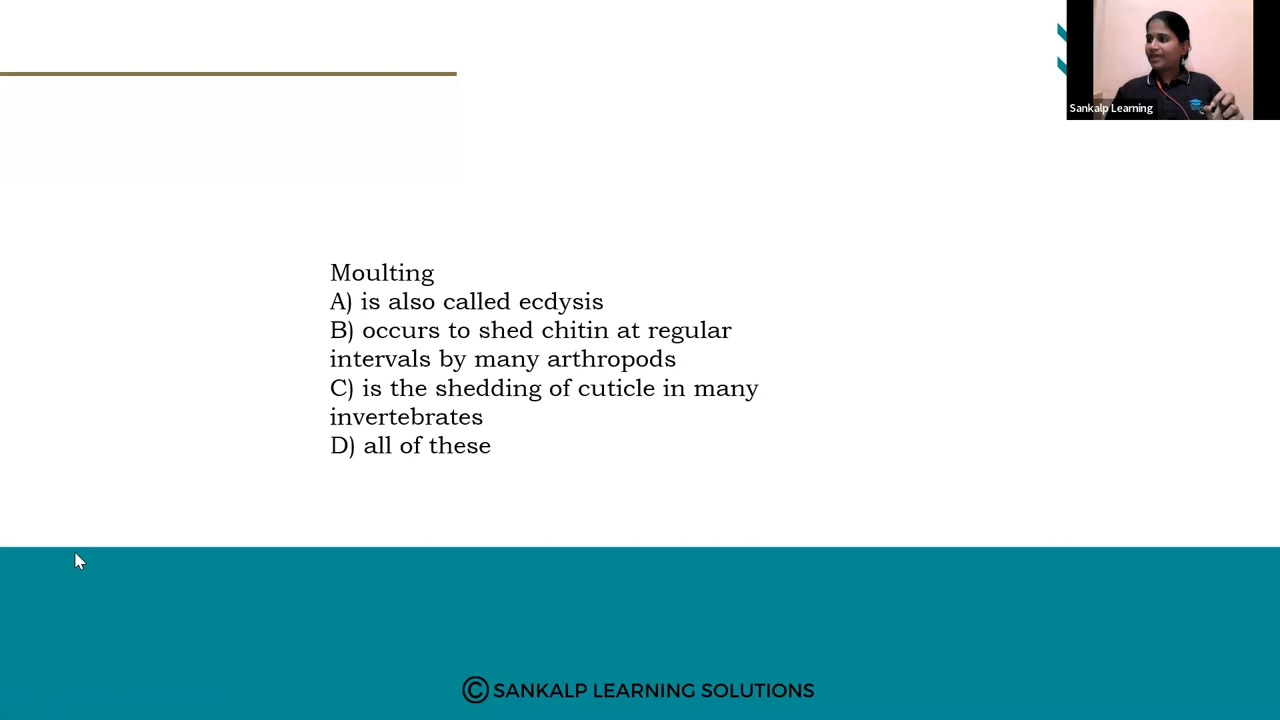 Sankalp Learning
Moulting
A) is also called ecdysis
B) occurs to shed chitin at regular
intervals by many arthropods
C) is the shedding of cuticle in many
invertebrates
D) all of these
© SANKALP LEARNING SOLUTIONS